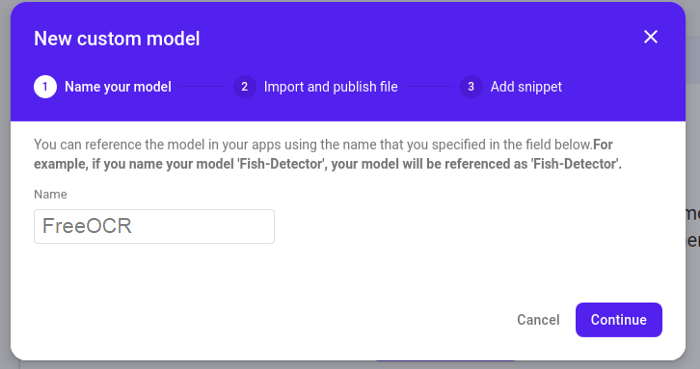 New custom model
1 Name your model 2 Import and publish file 3 Add snippet
You can reference the model in your apps using the name that you specified in the field below.For
example, if you name your model 'Fish-Detector', your model will be referenced as 'Fish-Detector'.
Name
FreeOCR
Cancel Continue